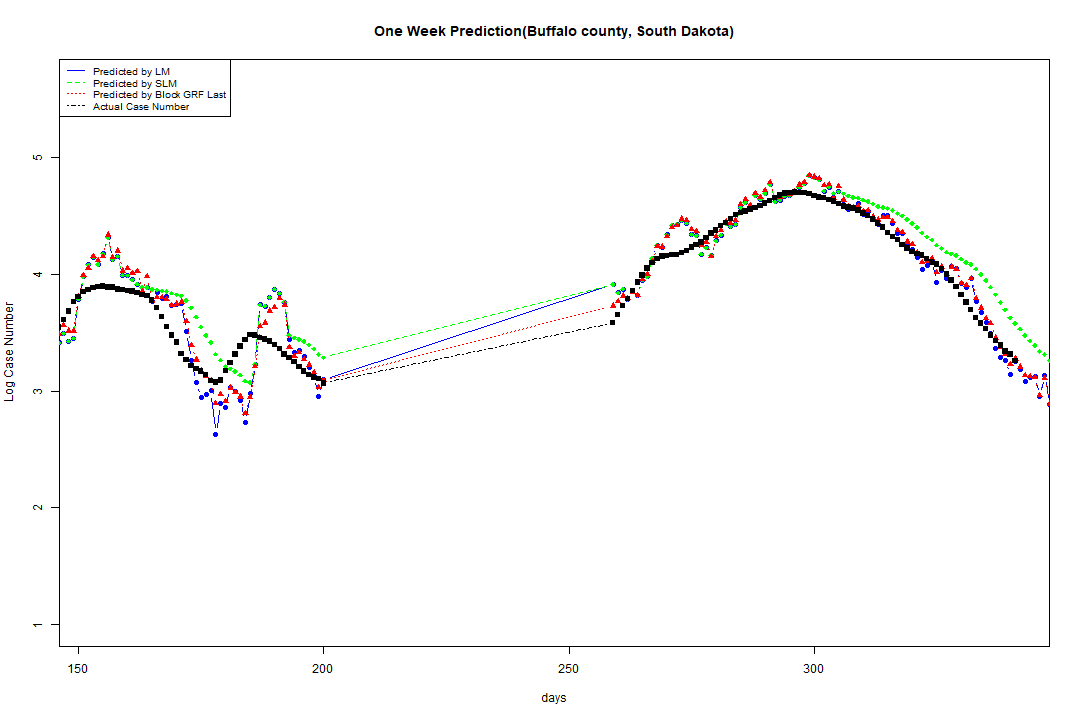 One Week Prediction(Buffalo county, South Dakota)
Predicted by LM
Predicted by SLM
Predicted by Block GRF Last
Actual Case Number
5
4
3
2
1
Log Case Number
150 200 250 300
days